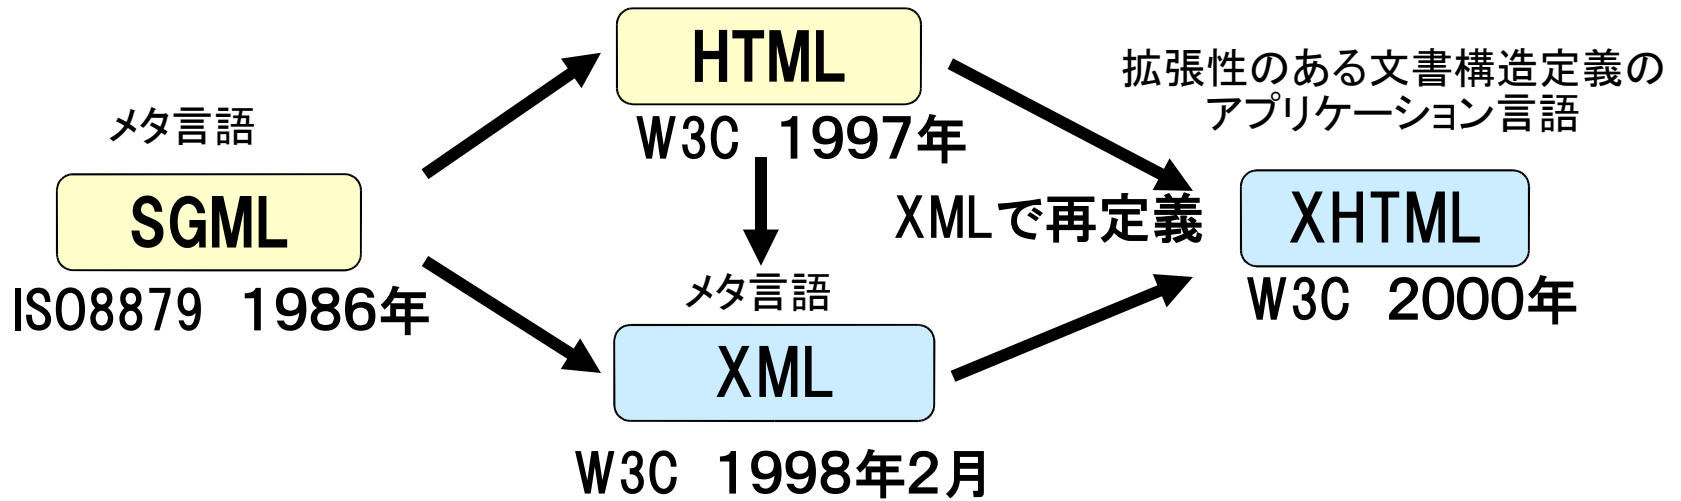 メタ言語
SGML
ISO8879　1986年
HTML
W3C　1997年
メタ言語
XML
W3C　1998年2月
XMLで再定義
拡張性のある文書構造定義の
アプリケーション言語
XHTML
W3C　2000年